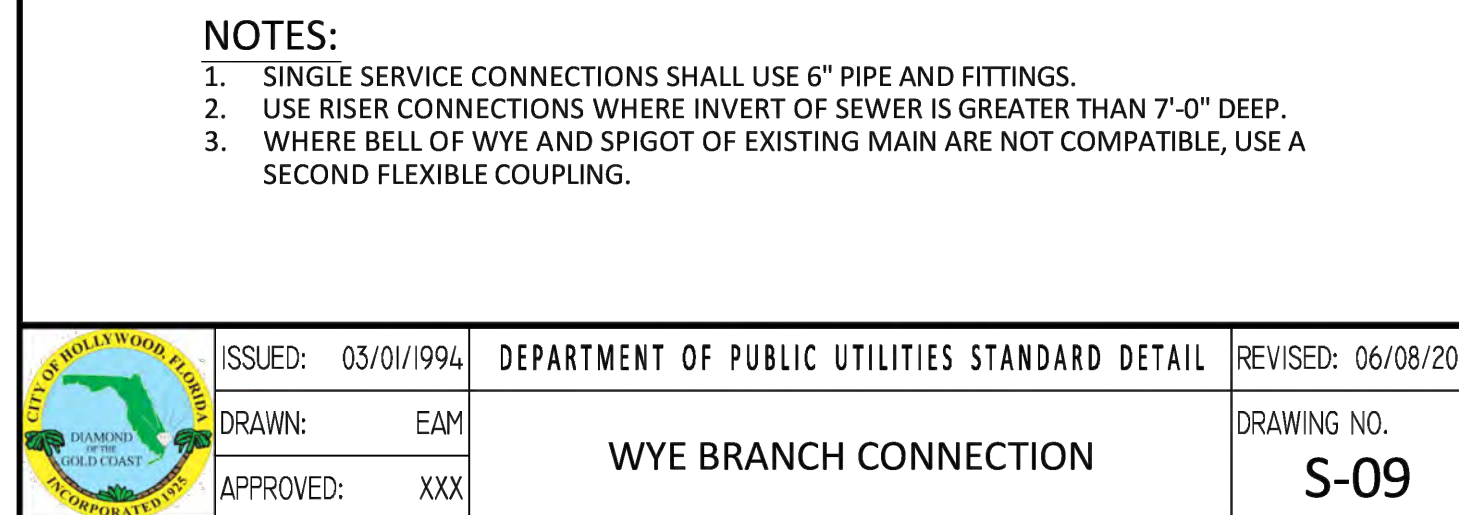 NOTES:
1. SINGLE SERVICE CONNECTIONS SHALL USE 6" PIPE AND FITTINGS.
2. USE RISER CONNECTIONS WHERE INVERT OF SEWER IS GREATER THAN 7'-0" DEEP.
3. WHERE BELL OF WYE AND SPIGOT OF EXISTING MAIN ARE NOT COMPATIBLE, USE A
SECOND FLEXIBLE COUPLING.
CITY OF HOLLYWOOD, FLORIDA
DIAMOND
OF THE
GOLD COAST
INCORPORATED 1925
ISSUED: 03/01/1994
DEPARTMENT OF PUBLIC UTILITIES STANDARD DETAIL
REVISED: 06/08/20
DRAWN: EAM
WYE BRANCH CONNECTION
DRAWING NO.
S-09
APPROVED: XXX